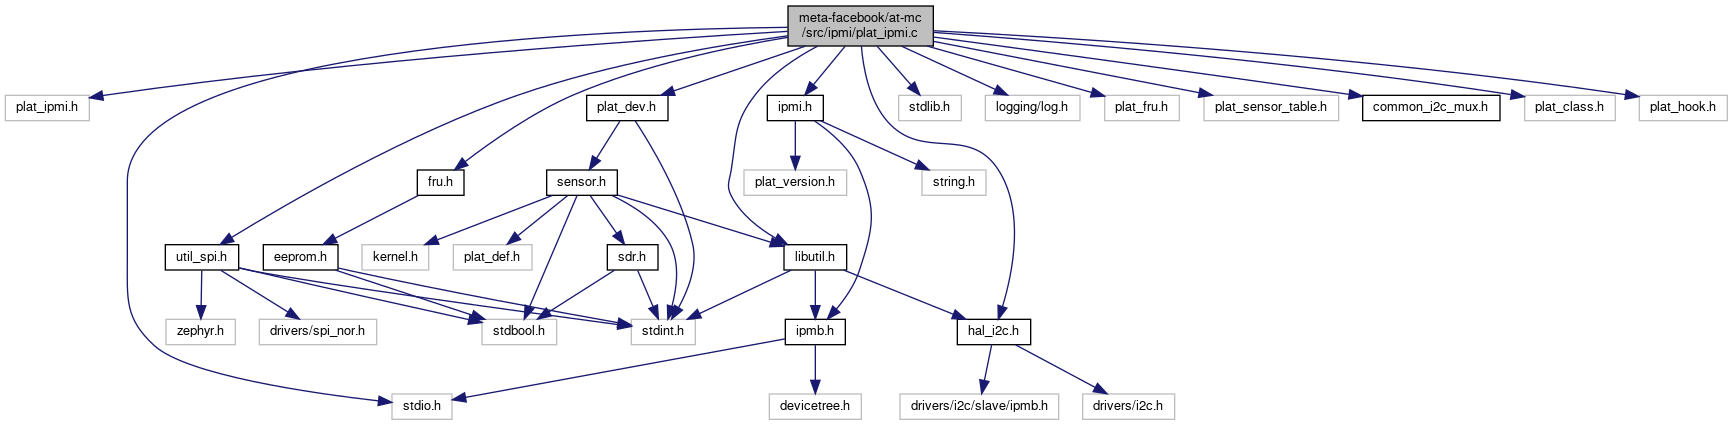 meta-facebook/at-mc
/src/ipmi/plat_ipmi.c
plat_ipmi.h
plat_dev.h
ipmi.h
stdlib.h
logging/log.h
plat_fru.h
plat_sensor_table.h
common_i2c_mux.h
plat_class.h
plat_hook.h
fru.h
sensor.h
plat_version.h
string.h
util_spi.h
eeprom.h
kernel.h
plat_def.h
sdr.h
libutil.h
zephyr.h
drivers/spi_nor.h
stdbool.h
stdint.h
ipmb.h
hal_i2c.h
stdio.h
devicetree.h
drivers/i2c/slave/ipmb.h
drivers/i2c.h